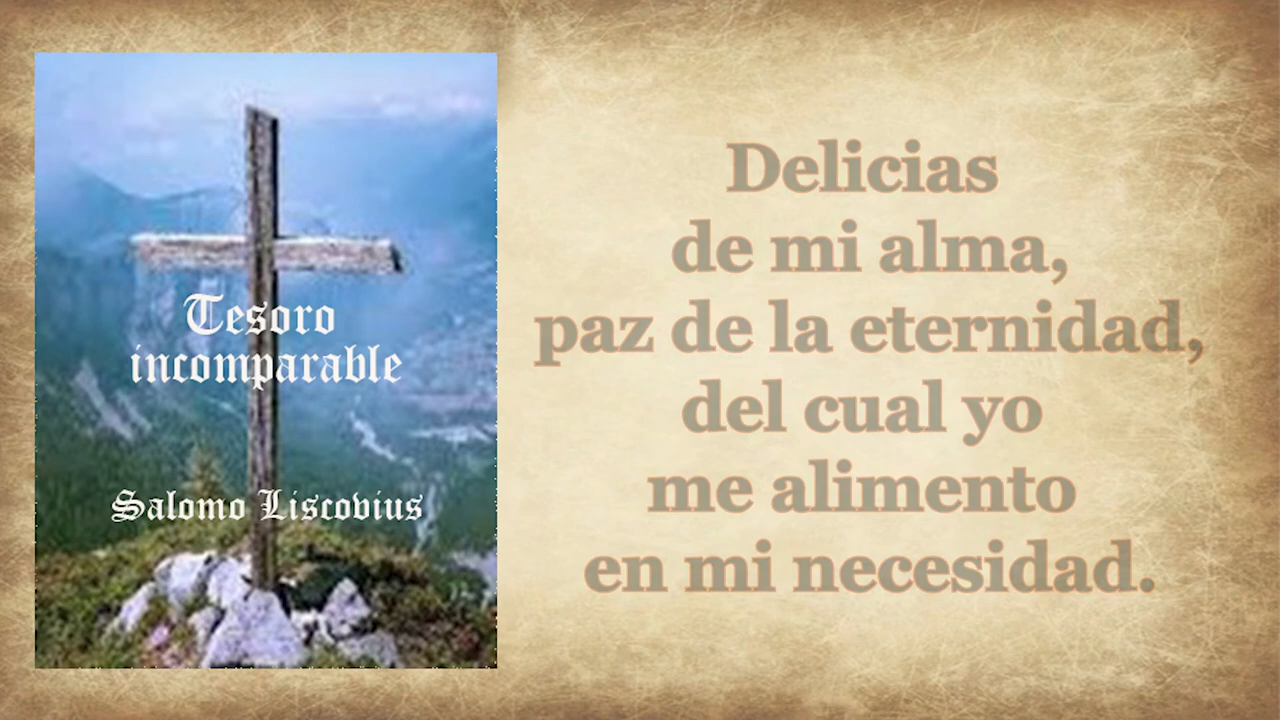 Tesoro
incomparable
Salomo Liscovius
Delicias
de mi alma,
paz de la eternidad,
del cual yo
me alimento
en mi necesidad.